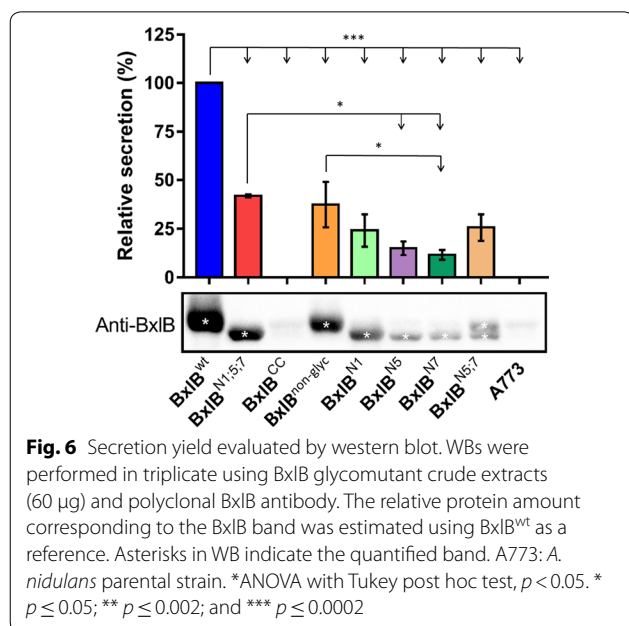 ***
125
100
75
50
25
0
Relative secretion (%)
*
*
Anti-BxlB
* * * * * * * *
BxlB^wt BxlB^N1;5;7 BxlB^CC BxlB^non-glyc BxlB^N1 BxlB^N5 BxlB^N7 BxlB^N5;7 A773
Fig. 6 Secretion yield evaluated by western blot. WBs were
performed in triplicate using BxlB glycomutant crude extracts
(60 µg) and polyclonal BxlB antibody. The relative protein amount
corresponding to the BxlB band was estimated using BxlB^wt as a
reference. Asterisks in WB indicate the quantified band. A773: A.
nidulans parental strain. *ANOVA with Tukey post hoc test, p < 0.05. *
p ≤ 0.05; ** p ≤ 0.002; and *** p ≤ 0.0002